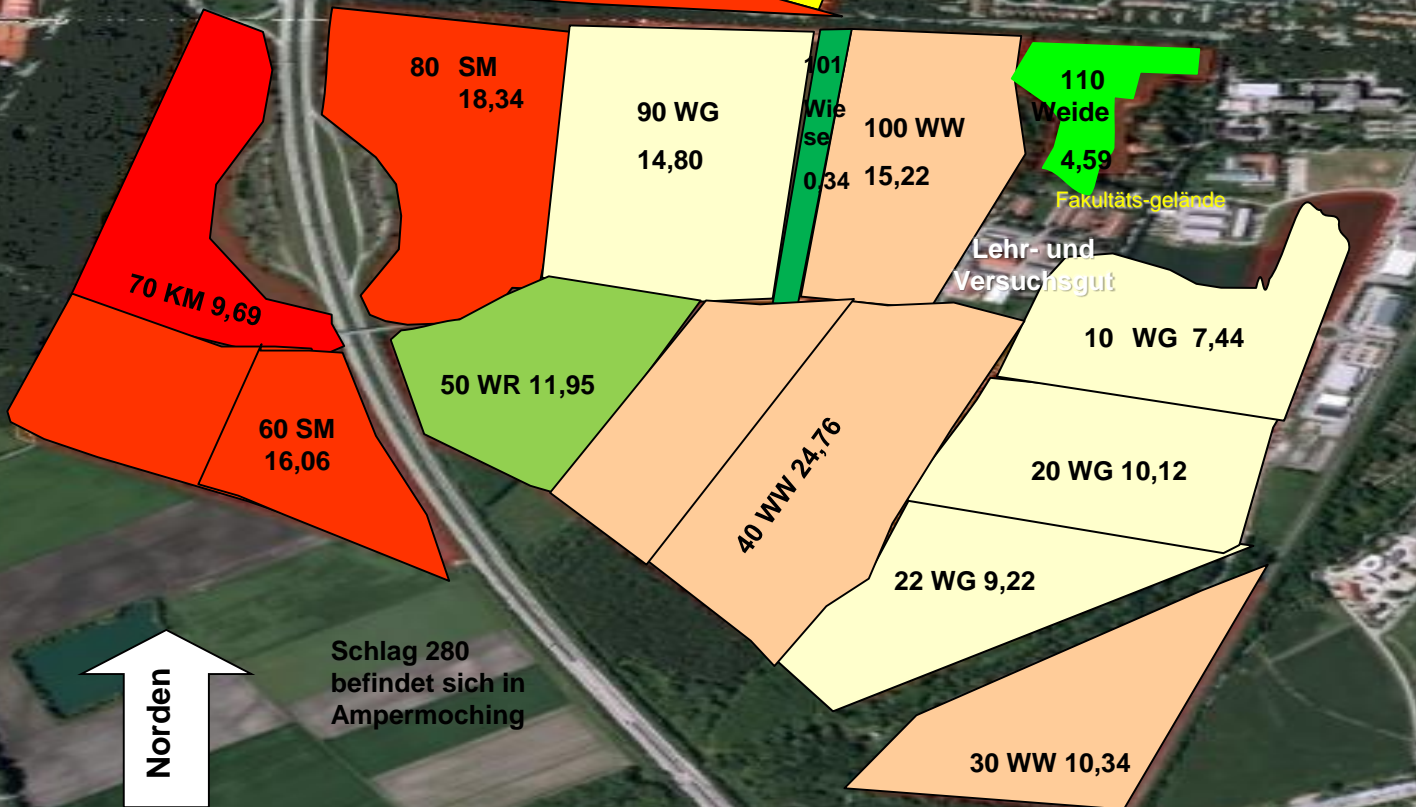 80 SM
18,34
90 WG
14,80
101
Wie
se
0,34
100 WW
15,22
110
Weide
4,59
Fakultäts-gelände
Lehr- und
Versuchsgut
70 KM 9,69
10 WG 7,44
50 WR 11,95
60 SM
16,06
40 WW 24,76
20 WG 10,12
22 WG 9,22
Schlag 280
befindet sich in
Ampermoching
Norden
30 WW 10,34